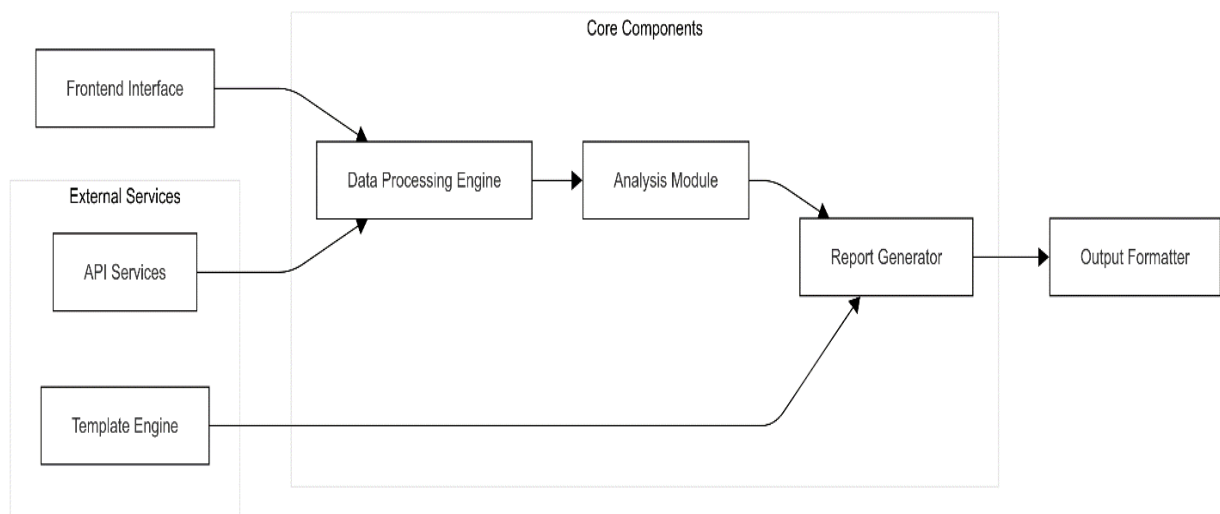 Core Components
Frontend Interface
Data Processing Engine
Analysis Module
External Services
API Services
Report Generator
Output Formatter
Template Engine